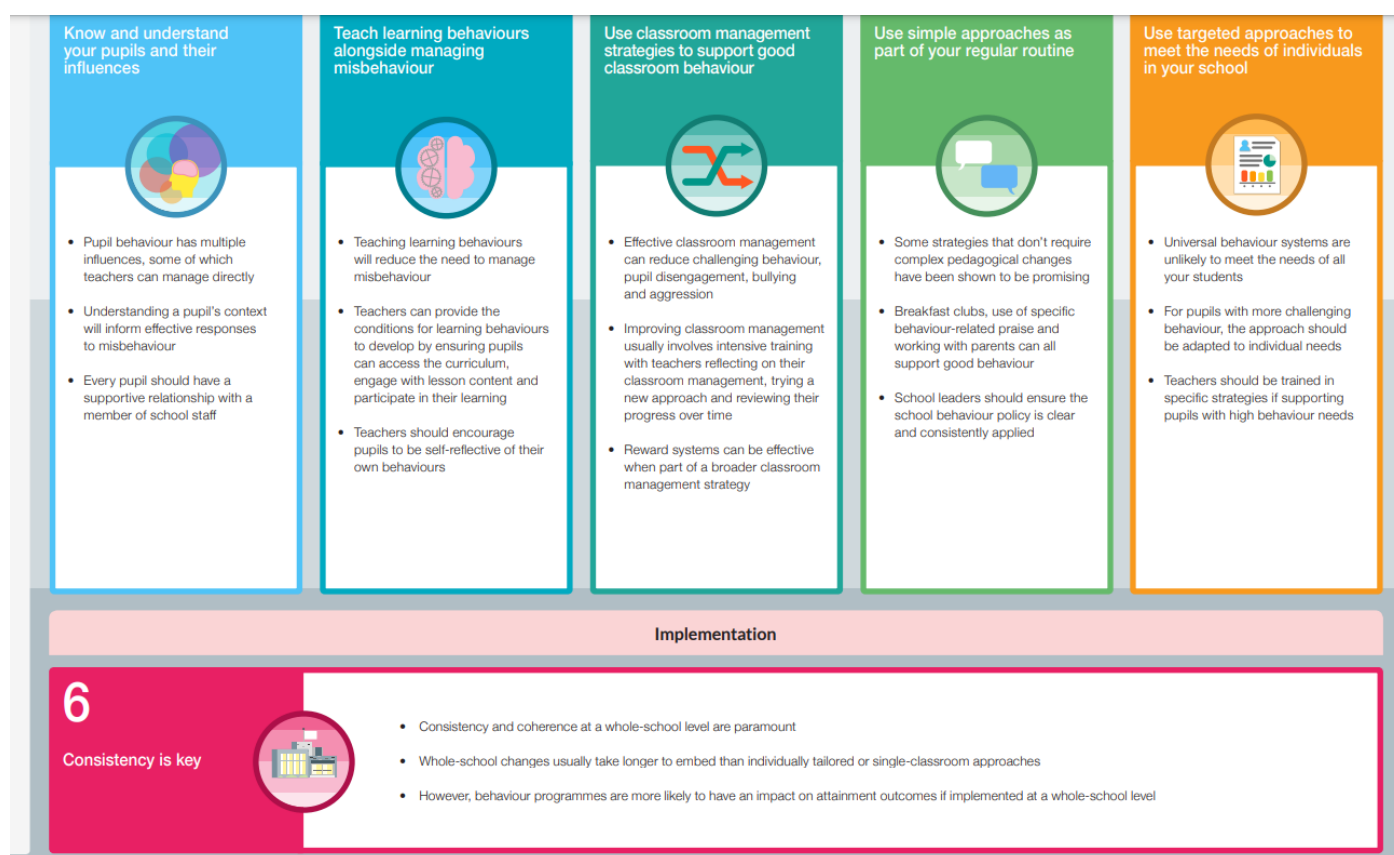 Know and understand
your pupils and their
influences
• Pupil behaviour has multiple
influences, some of which
teachers can manage directly
• Understanding a pupil's context
will inform effective responses
to misbehaviour
• Every pupil should have a
supportive relationship with a
member of school staff
Teach learning behaviours
alongside managing
misbehaviour
• Teaching learning behaviours
will reduce the need to manage
misbehaviour
• Teachers can provide the
conditions for learning behaviours
to develop by ensuring pupils
can access the curriculum,
engage with lesson content and
participate in their learning
• Teachers should encourage
pupils to be self-reflective of their
own behaviours
Use classroom management
strategies to support good
classroom behaviour
• Effective classroom management
can reduce challenging behaviour,
pupil disengagement, bullying
and aggression
• Improving classroom management
usually involves intensive training
with teachers reflecting on their
classroom management, trying a
new approach and reviewing their
progress over time
• Reward systems can be effective
when part of a broader classroom
management strategy
Use simple approaches as
part of your regular routine
• Some strategies that don't require
complex pedagogical changes
have been shown to be promising
• Breakfast clubs, use of specific
behaviour-related praise and
working with parents can all
support good behaviour
• School leaders should ensure the
school behaviour policy is clear
and consistently applied
Use targeted approaches to
meet the needs of individuals
in your school
• Universal behaviour systems are
unlikely to meet the needs of all
your students
• For pupils with more challenging
behaviour, the approach should
be adapted to individual needs
• Teachers should be trained in
specific strategies if supporting
pupils with high behaviour needs
Implementation
6
Consistency is key
• Consistency and coherence at a whole-school level are paramount
• Whole-school changes usually take longer to embed than individually tailored or single-classroom approaches
• However, behaviour programmes are more likely to have an impact on attainment outcomes if implemented at a whole-school level